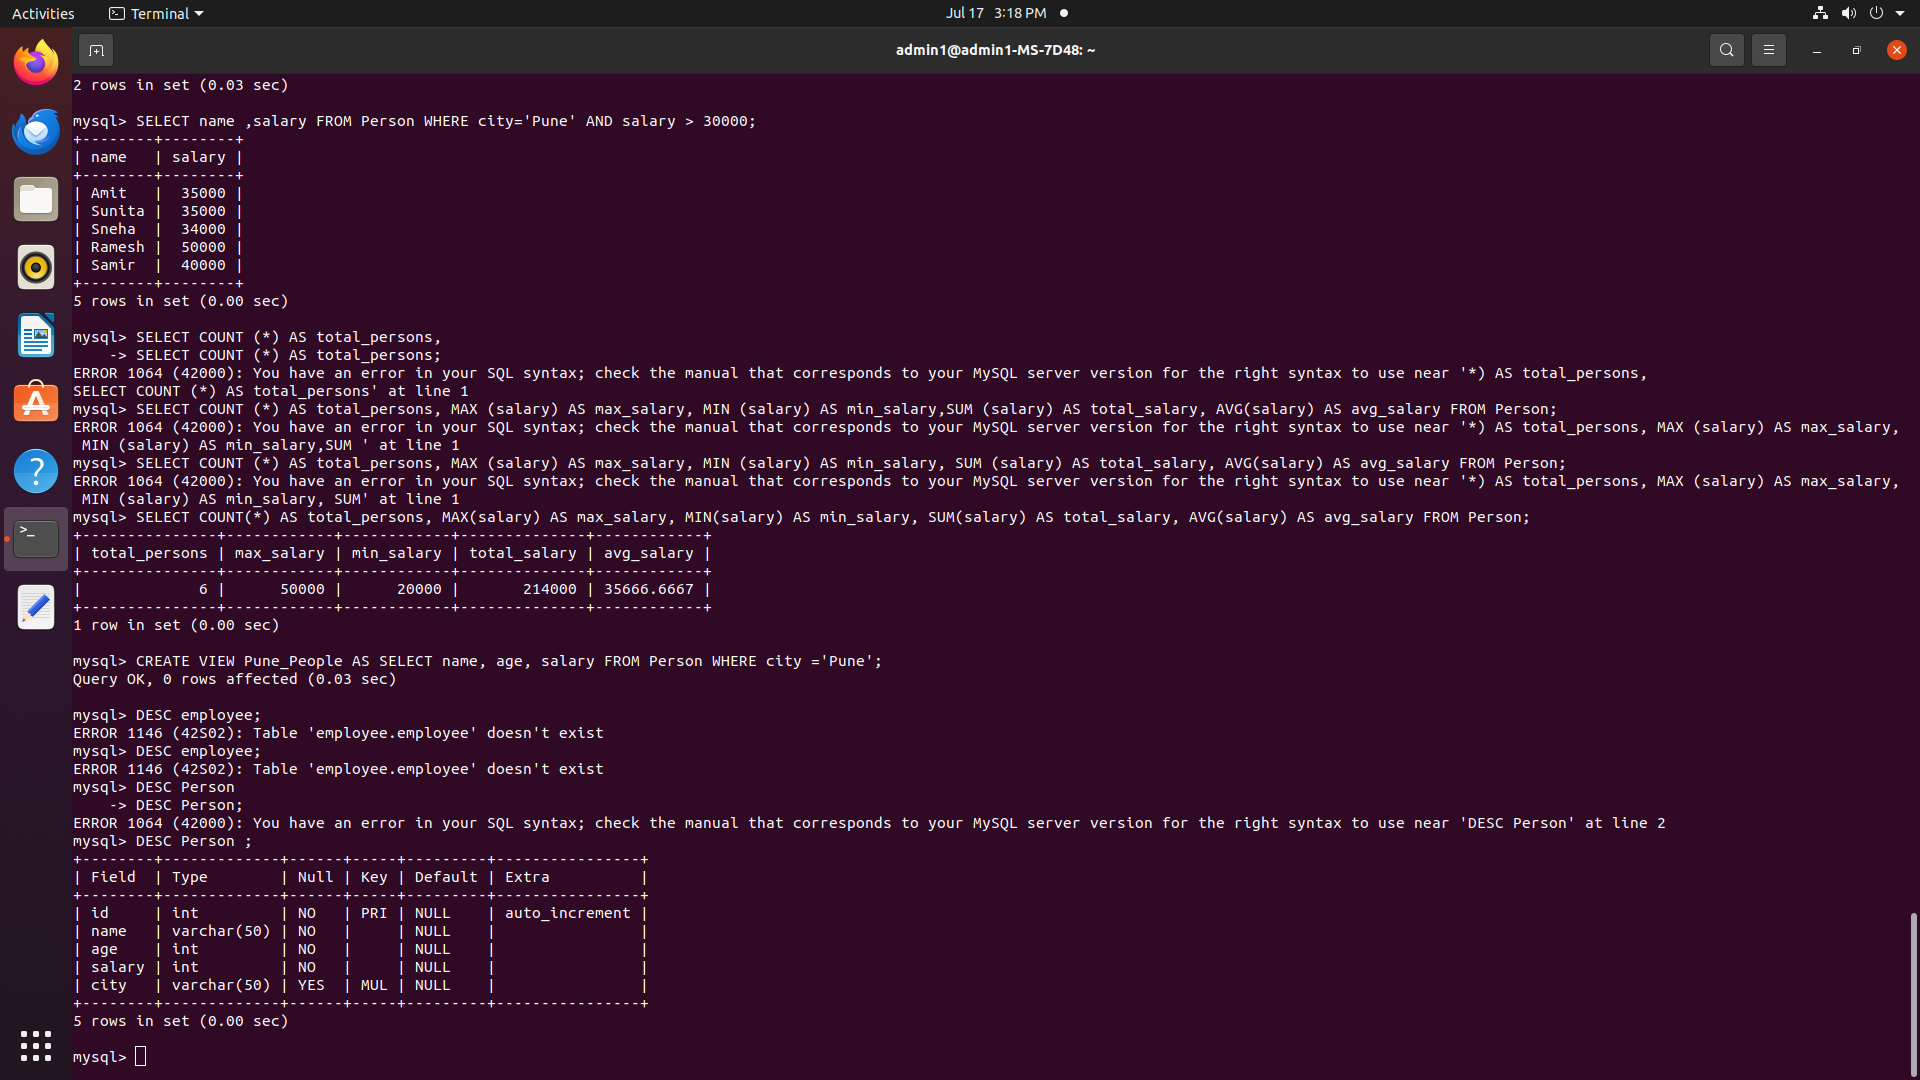 Activities Terminal Jul 17 3:18 PM
admin1@admin1-MS-7D48: ~
2 rows in set (0.03 sec)
mysql> SELECT name ,salary FROM Person WHERE city='Pune' AND salary > 30000;
+--------+--------+
| name   | salary |
+--------+--------+
| Amit   |  35000 |
| Sunita |  35000 |
| Sneha  |  34000 |
| Ramesh |  50000 |
| Samir  |  40000 |
+--------+--------+
5 rows in set (0.00 sec)
mysql> SELECT COUNT (*) AS total_persons,
    -> SELECT COUNT (*) AS total_persons;
ERROR 1064 (42000): You have an error in your SQL syntax; check the manual that corresponds to your MySQL server version for the right syntax to use near '*) AS total_persons,
SELECT COUNT (*) AS total_persons' at line 1
mysql> SELECT COUNT (*) AS total_persons, MAX (salary) AS max_salary, MIN (salary) AS min_salary,SUM (salary) AS total_salary, AVG(salary) AS avg_salary FROM Person;
ERROR 1064 (42000): You have an error in your SQL syntax; check the manual that corresponds to your MySQL server version for the right syntax to use near '*) AS total_persons, MAX (salary) AS max_salary,
 MIN (salary) AS min_salary,SUM ' at line 1
mysql> SELECT COUNT (*) AS total_persons, MAX (salary) AS max_salary, MIN (salary) AS min_salary, SUM (salary) AS total_salary, AVG(salary) AS avg_salary FROM Person;
ERROR 1064 (42000): You have an error in your SQL syntax; check the manual that corresponds to your MySQL server version for the right syntax to use near '*) AS total_persons, MAX (salary) AS max_salary,
 MIN (salary) AS min_salary, SUM' at line 1
mysql> SELECT COUNT(*) AS total_persons, MAX(salary) AS max_salary, MIN(salary) AS min_salary, SUM(salary) AS total_salary, AVG(salary) AS avg_salary FROM Person;
+---------------+------------+------------+--------------+------------+
| total_persons | max_salary | min_salary | total_salary | avg_salary |
+---------------+------------+------------+--------------+------------+
|             6 |      50000 |      20000 |       214000 | 35666.6667 |
+---------------+------------+------------+--------------+------------+
1 row in set (0.00 sec)
mysql> CREATE VIEW Pune_People AS SELECT name, age, salary FROM Person WHERE city ='Pune';
Query OK, 0 rows affected (0.03 sec)
mysql> DESC employee;
ERROR 1146 (42S02): Table 'employee.employee' doesn't exist
mysql> DESC employee;
ERROR 1146 (42S02): Table 'employee.employee' doesn't exist
mysql> DESC Person
    -> DESC Person;
ERROR 1064 (42000): You have an error in your SQL syntax; check the manual that corresponds to your MySQL server version for the right syntax to use near 'DESC Person' at line 2
mysql> DESC Person ;
+--------+-------------+------+-----+---------+----------------+
| Field  | Type        | Null | Key | Default | Extra          |
+--------+-------------+------+-----+---------+----------------+
| id     | int         | NO   | PRI | NULL    | auto_increment |
| name   | varchar(50) | NO   |     | NULL    |                |
| age    | int         | NO   |     | NULL    |                |
| salary | int         | NO   |     | NULL    |                |
| city   | varchar(50) | YES  | MUL | NULL    |                |
+--------+-------------+------+-----+---------+----------------+
5 rows in set (0.00 sec)
mysql>